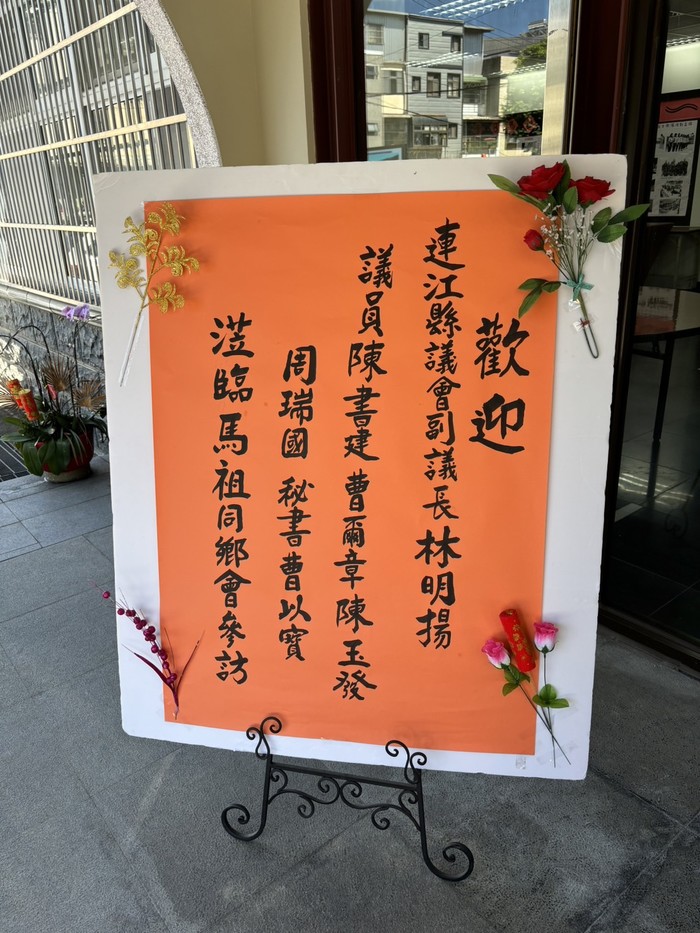 歡迎
連江縣議會副議長林明揚
議員陳書建曹爾章陳玉發
周瑞國秘書曹以寶
蒞臨馬祖同鄉會參訪